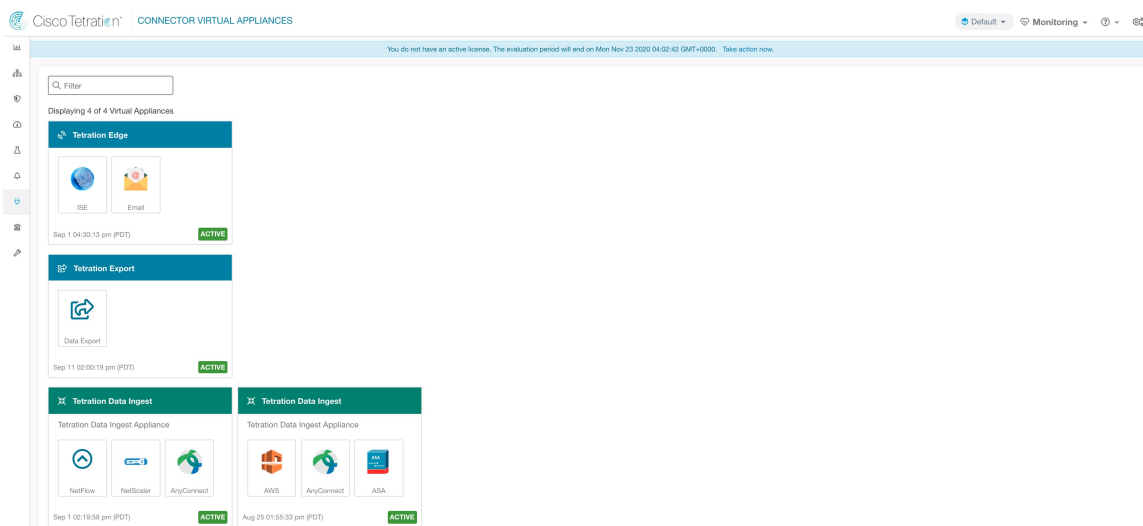 Cisco Tetration™ CONNECTOR VIRTUAL APPLIANCES Default Monitoring
You do not have an active license. The evaluation period will end on Mon Nov 23 2020 04:02:42 GMT+0000. Take action now.
Filter
Displaying 4 of 4 Virtual Appliances
Tetration Edge
ISE Email
Sep 1 04:30:13 pm (PDT) ACTIVE
Tetration Export
Data Export
Sep 11 02:00:19 pm (PDT) ACTIVE
Tetration Data Ingest
Tetration Data Ingest Appliance
NetFlow NetScaler AnyConnect
Sep 1 02:19:58 pm (PDT) ACTIVE
Tetration Data Ingest
Tetration Data Ingest Appliance
ASA
AWS AnyConnect ASA
Aug 25 01:55:33 pm (PDT) ACTIVE